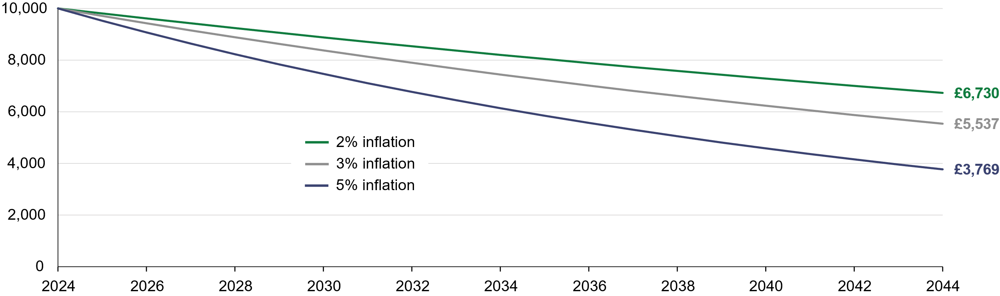 10,000
8,000
£6,730
6,000
£5,537
2% inflation
4,000
3% inflation
£3,769
5% inflation
2,000
0
2024 2026 2028 2030 2032 2034 2036 2038 2040 2042 2044